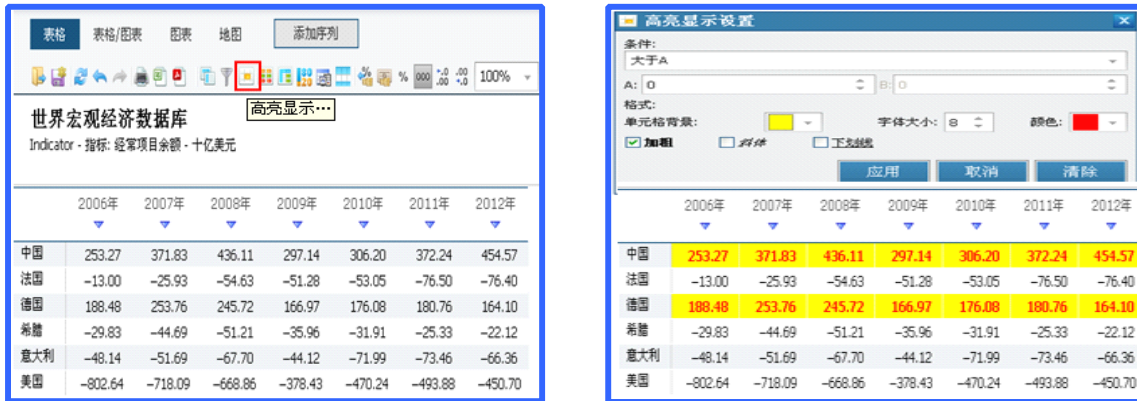 表格 表格/图表 图表 地图 添加序列
% 000 100%
高亮显示…
世界宏观经济数据库
Indicator - 指标: 经常项目余额 - 十亿美元
2006年 2007年 2008年 2009年 2010年 2011年 2012年
中国 253.27 371.83 436.11 297.14 306.20 372.24 454.57
法国 -13.00 -25.93 -54.63 -51.28 -53.05 -76.50 -76.40
德国 188.48 253.76 245.72 166.97 176.08 180.76 164.10
希腊 -29.83 -44.69 -51.21 -35.96 -31.91 -25.33 -22.12
意大利 -48.14 -51.69 -67.70 -44.12 -71.99 -73.46 -66.36
美国 -802.64 -718.09 -668.86 -378.43 -470.24 -493.88 -450.70
高亮显示设置
条件:
大于A
A: 0 B: 0
格式:
单元格背景: 字体大小: 8 颜色:
加粗 斜体 下划线
应用 取消 清除
2006年 2007年 2008年 2009年 2010年 2011年 2012年
中国 253.27 371.83 436.11 297.14 306.20 372.24 454.57
法国 -13.00 -25.93 -54.63 -51.28 -53.05 -76.50 -76.40
德国 188.48 253.76 245.72 166.97 176.08 180.76 164.10
希腊 -29.83 -44.69 -51.21 -35.96 -31.91 -25.33 -22.12
意大利 -48.14 -51.69 -67.70 -44.12 -71.99 -73.46 -66.36
美国 -802.64 -718.09 -668.86 -378.43 -470.24 -493.88 -450.70